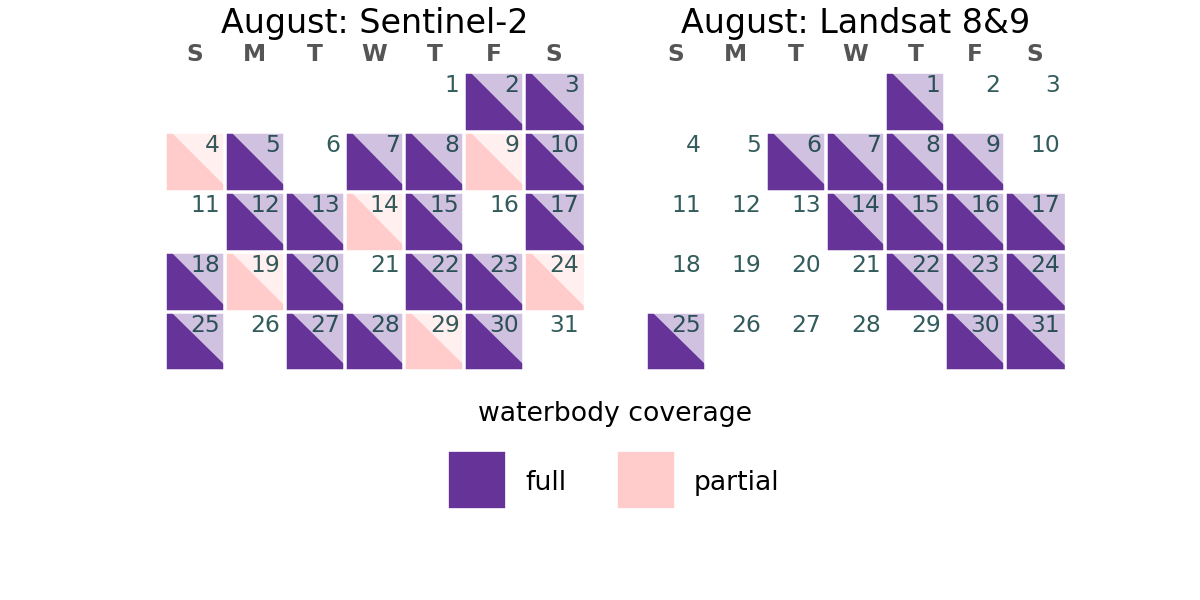 August: Sentinel-2
S M T W T F S
1 2 3
4 5 6 7 8 9 10
11 12 13 14 15 16 17
18 19 20 21 22 23 24
25 26 27 28 29 30 31
August: Landsat 8&9
S M T W T F S
1 2 3
4 5 6 7 8 9 10
11 12 13 14 15 16 17
18 19 20 21 22 23 24
25 26 27 28 29 30 31
waterbody coverage
full partial